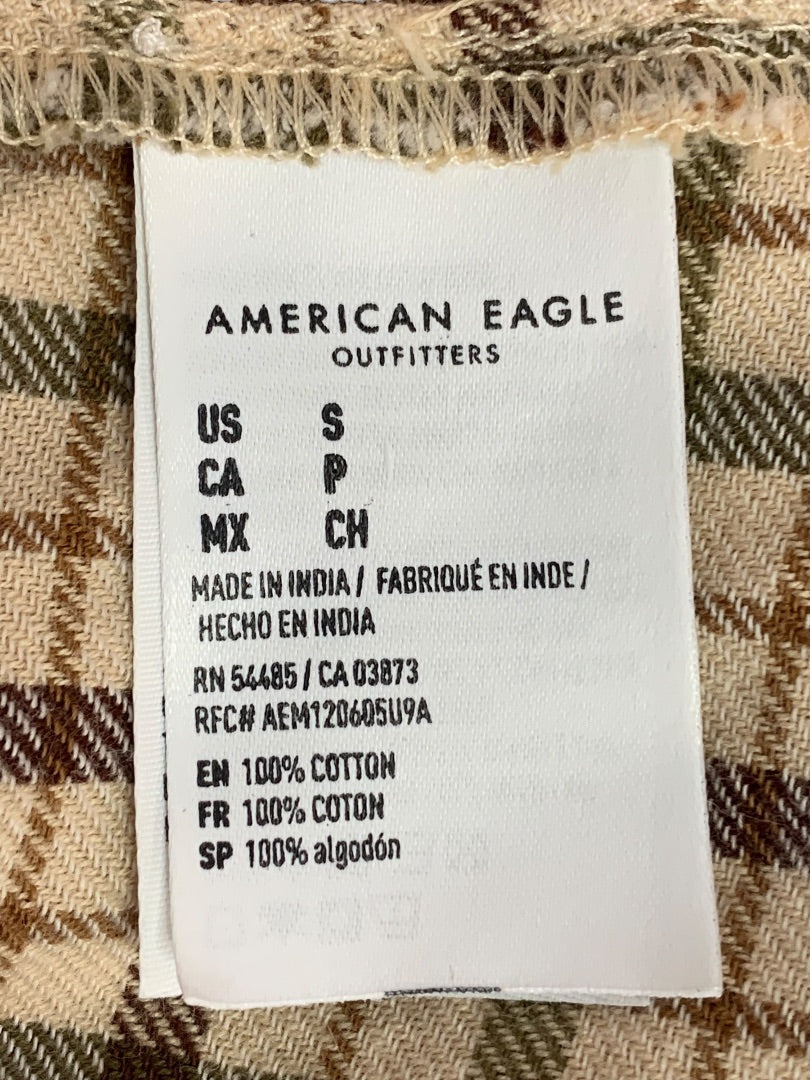 AMERICAN EAGLE
OUTFITTERS
US S
CA P
MX CH
MADE IN INDIA / FABRIQUÉ EN INDE /
HECHO EN INDIA
RN 54485 / CA 03873
RFC# AEM120605U9A
EN 100% COTTON
FR 100% COTON
SP 100% algodón